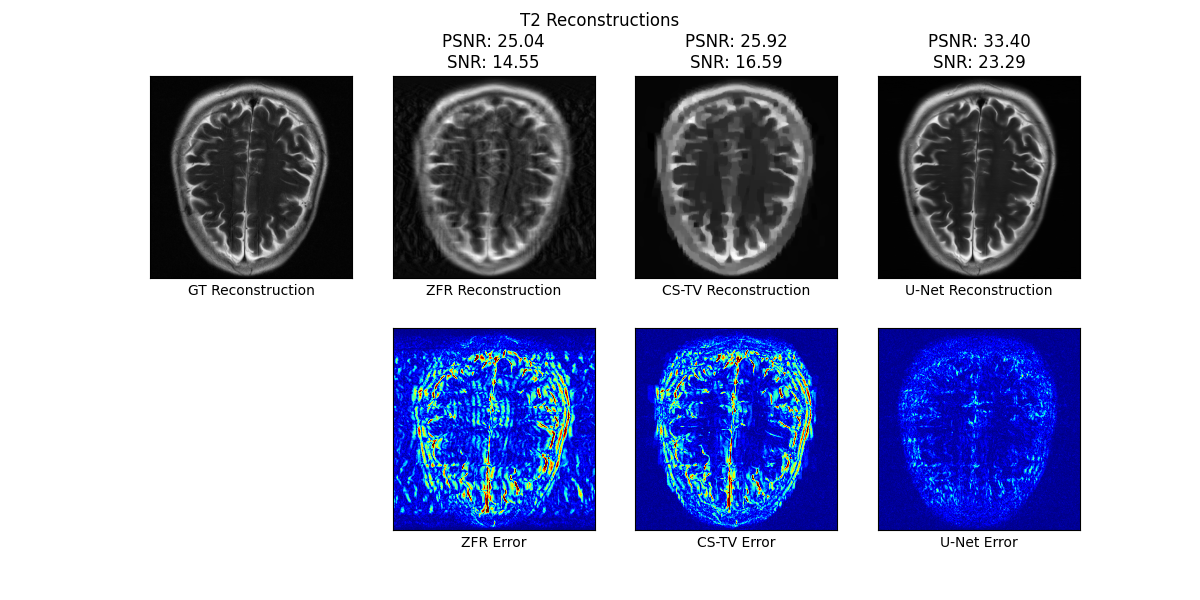 T2 Reconstructions
PSNR: 25.04
SNR: 14.55
PSNR: 25.92
SNR: 16.59
PSNR: 33.40
SNR: 23.29
GT Reconstruction
ZFR Reconstruction
CS-TV Reconstruction
U-Net Reconstruction
ZFR Error
CS-TV Error
U-Net Error